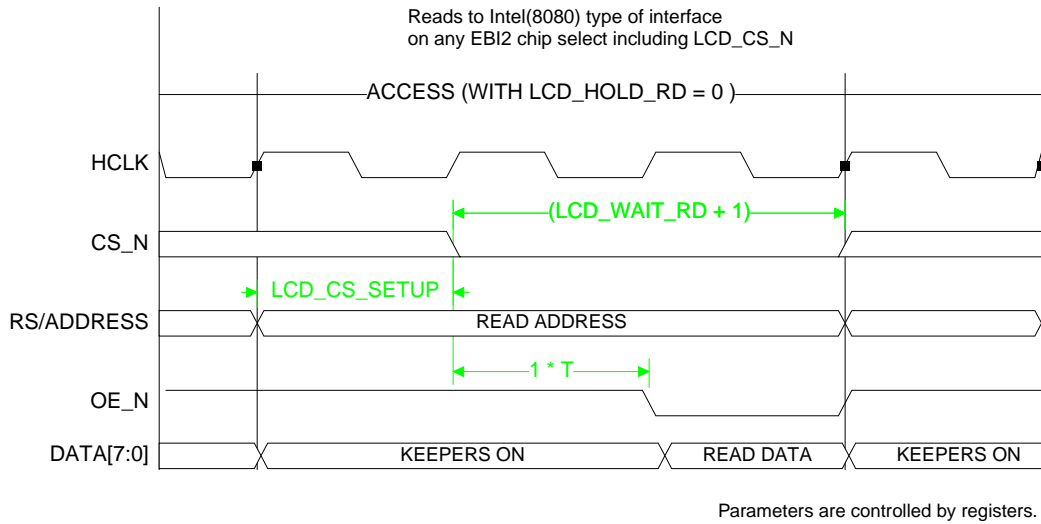 Reads to Intel(8080) type of interface
on any EBI2 chip select including LCD_CS_N
ACCESS (WITH LCD_HOLD_RD = 0 )
HCLK
(LCD_WAIT_RD + 1)
CS_N
LCD_CS_SETUP
RS/ADDRESS
READ ADDRESS
1 * T
OE_N
DATA[7:0]
KEEPERS ON
READ DATA
KEEPERS ON
Parameters are controlled by registers.